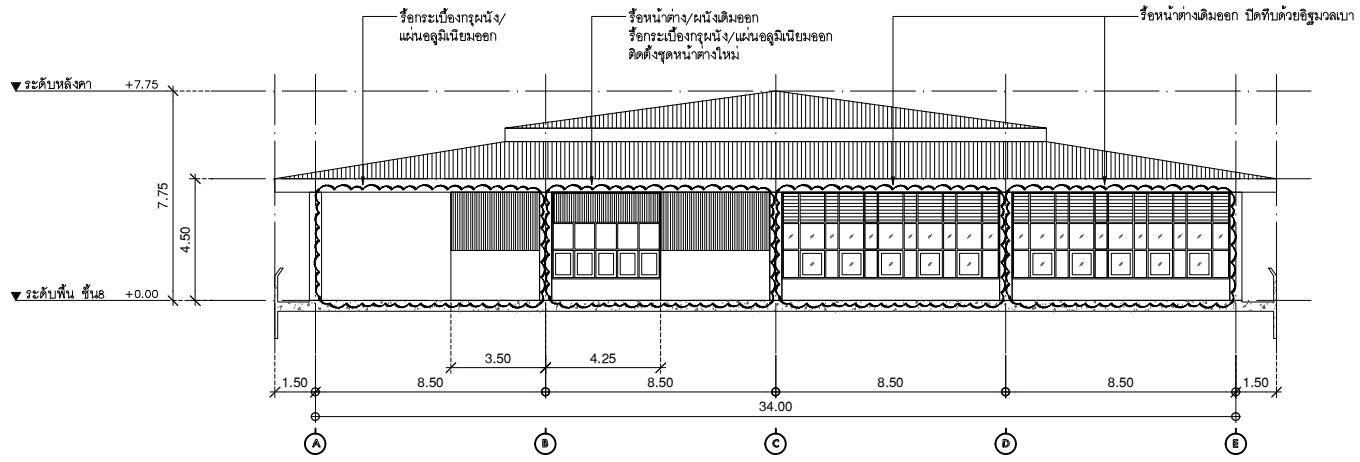 รื้อกระเบื้องกรุผนัง/
แผ่นอลูมิเนียมออก
รื้อหน้าต่าง/ผนังเดิมออก
รื้อกระเบื้องกรุผนัง/แผ่นอลูมิเนียมออก
ติดตั้งชุดหน้าต่างใหม่
รื้อหน้าต่างเดิมออก ปิดทึบด้วยอิฐมวลเบา
ระดับหลังคา +7.75
7.75
4.50
ระดับพื้น ชั้น8 +0.00
3.50 4.25
1.50 8.50 8.50 8.50 8.50 1.50
34.00
A B C D E